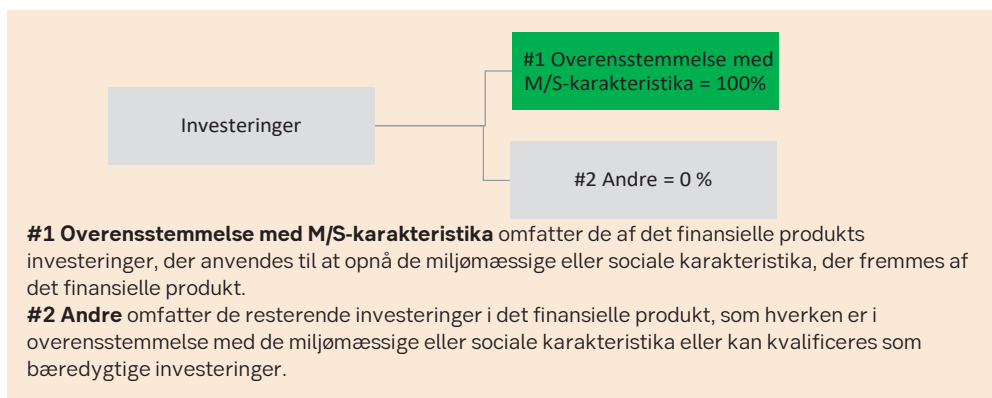 #1 Overensstemmelse med
M/S-karakteristika = 100%
Investeringer
#2 Andre = 0 %
#1 Overensstemmelse med M/S-karakteristika omfatter de af det finansielle produkts
investeringer, der anvendes til at opnå de miljømæssige eller sociale karakteristika, der fremmes af
det finansielle produkt.
#2 Andre omfatter de resterende investeringer i det finansielle produkt, som hverken er i
overensstemmelse med de miljømæssige eller sociale karakteristika eller kan kvalificeres som
bæredygtige investeringer.